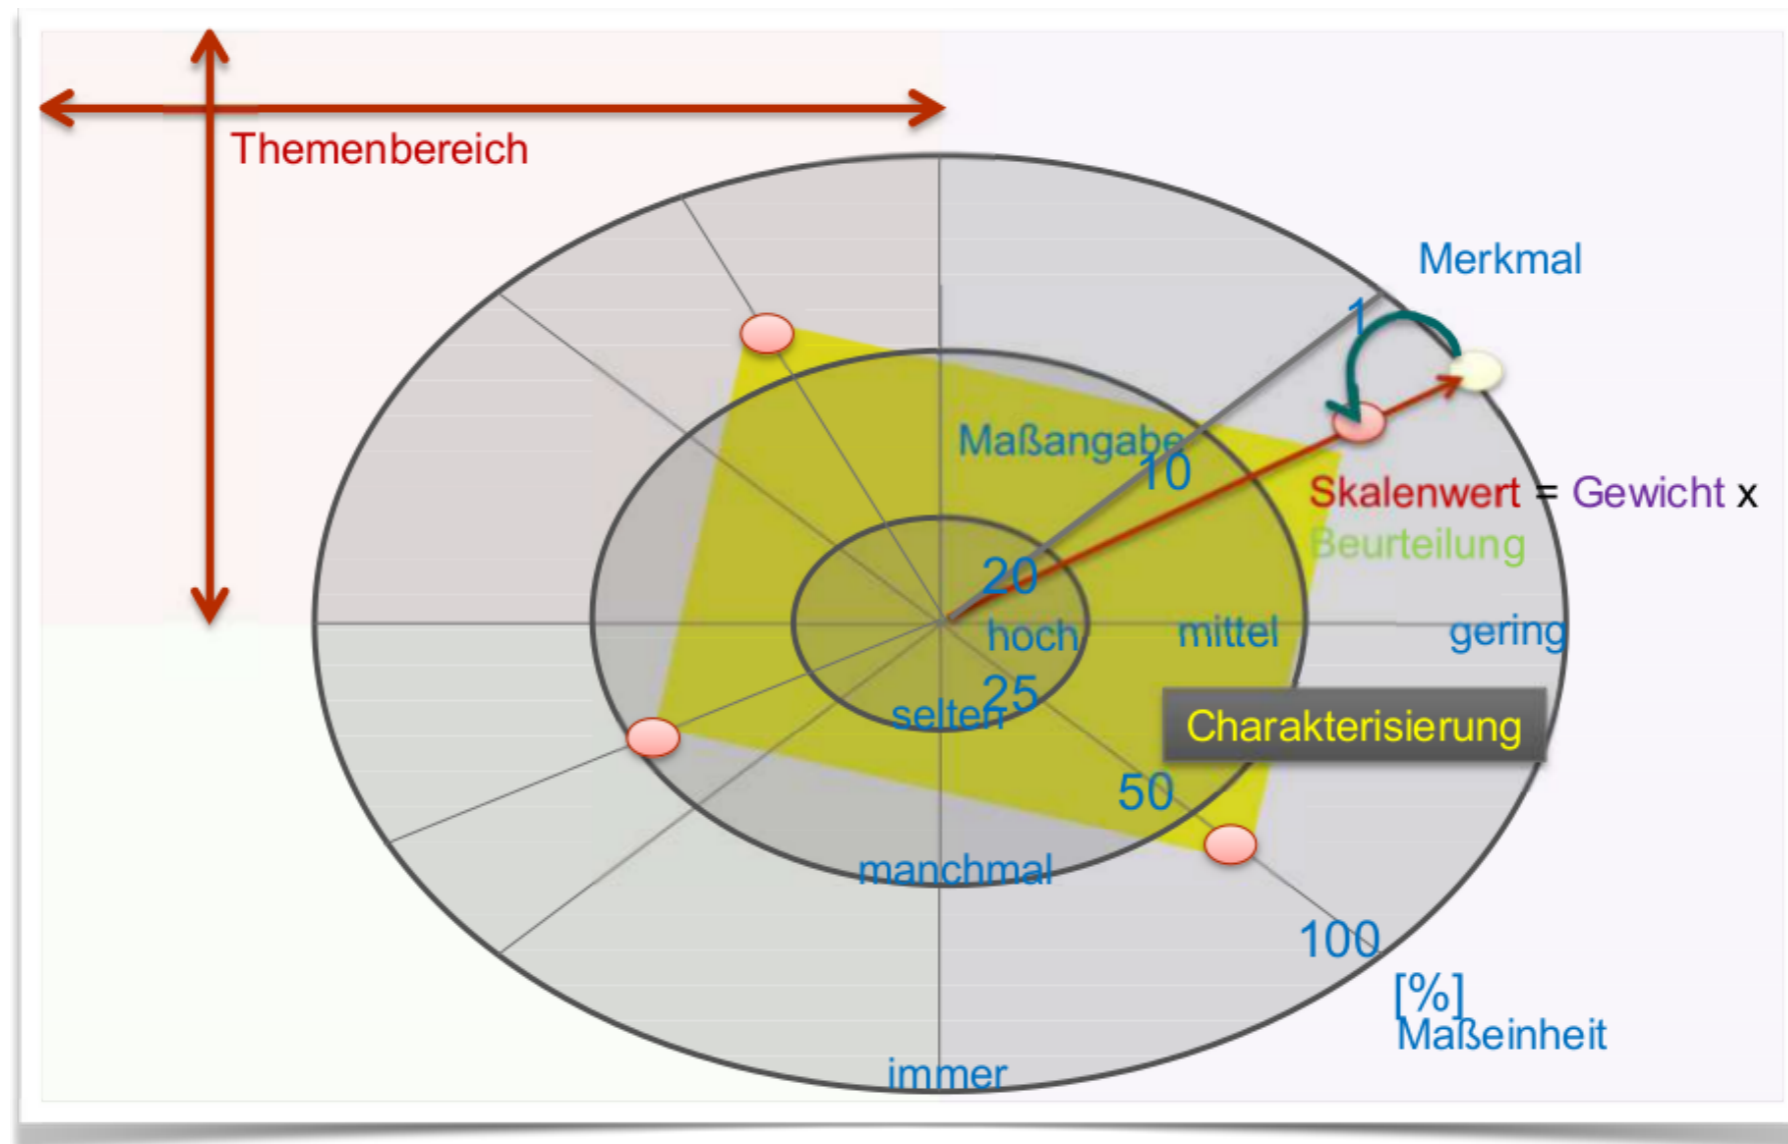 Themenbereich
Merkmal
1
Maßangabe
10
Skalenwert = Gewicht x
Beurteilung
20
hoch
mittel
gering
25
selten
Charakterisierung
50
manchmal
100
[%]
Maßeinheit
immer